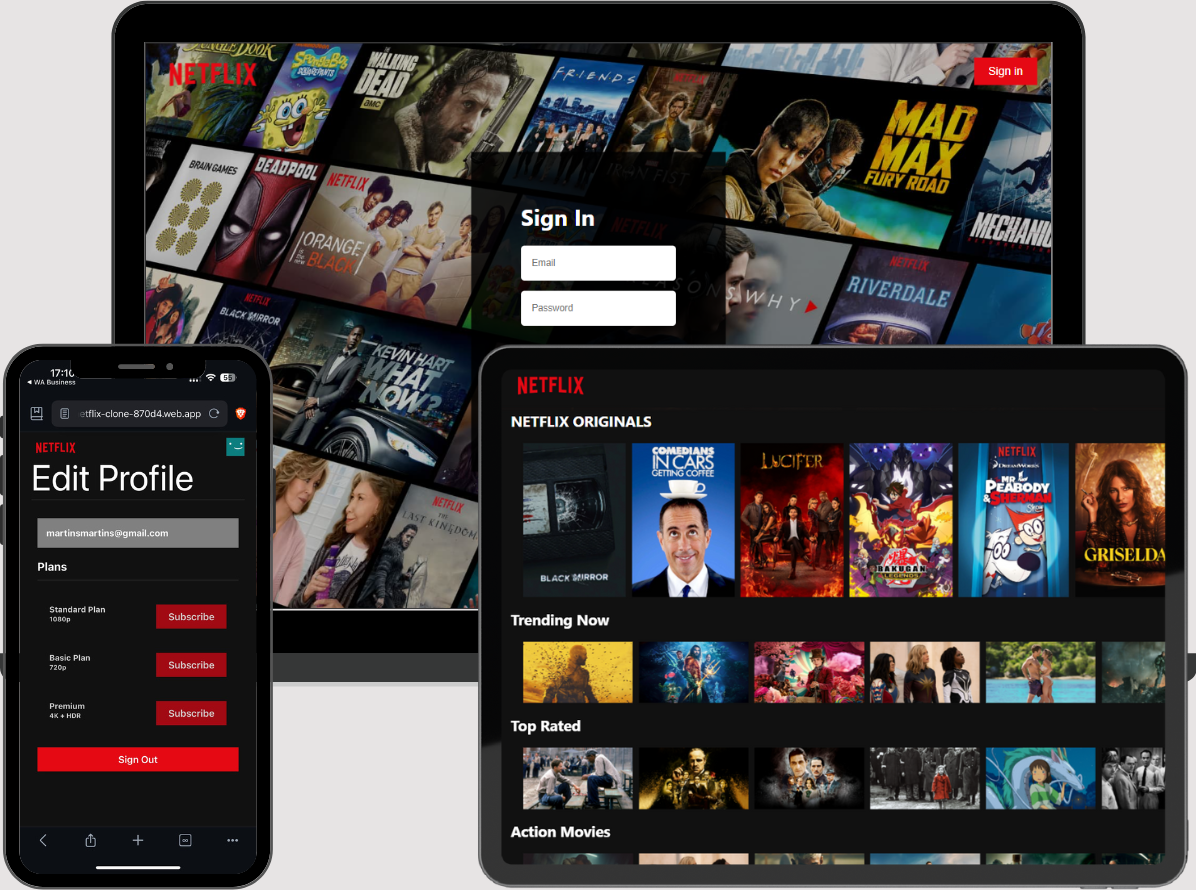 JUNGLE BOOK
NETFLIX
SpongeBob
SQUAREPANTS
THE
WALKING
DEAD
AMC
FRIENDS
NETFLIX
IRON FIST
MAD
MAX
FURY ROAD
Sign in
BRAIN GAMES
DEADPOOL
NETFLIX
ORANGE
is the new
BLACK
NETFLIX
WHY
NETFLIX
RIVERDALE
MECHANIC
Sign In
Email
Password
NETFLIX
BLACK MIRROR
KEVIN HART
WHAT
NOW?
NETFLIX
THE
LAST KINGDOM
17:10
WA Business
55
etflix-clone-870d4.web.app
NETFLIX
Edit Profile
martinsmartins@gmail.com
Plans
Standard Plan
1080p
Subscribe
Basic Plan
720p
Subscribe
Premium
4K + HDR
Subscribe
Sign Out
NETFLIX
NETFLIX ORIGINALS
BLACK MIRROR
COMEDIANS
IN CARS
GETTING COFFEE
LUCIFER
BAKUGAN
LEGENDS
NETFLIX
DREAMWORKS
MR.
PEABODY
& SHERMAN
Show
GRISELDA
Trending Now
Top Rated
Action Movies